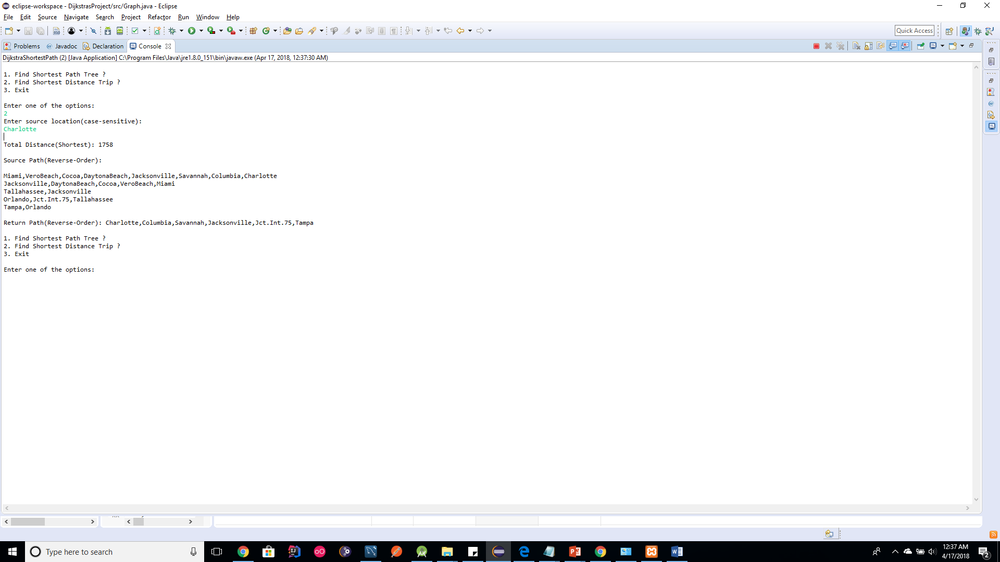 eclipse-workspace - DijkstrasProject/src/Graph.java - Eclipse
File Edit Source Navigate Search Project Refactor Run Window Help
Quick Access
Problems @ Javadoc Declaration Console
DijkstraShortestPath (2) [Java Application] C:\Program Files\Java\jre1.8.0_151\bin\javaw.exe (Apr 17, 2018, 12:37:30 AM)
1. Find Shortest Path Tree ?
2. Find Shortest Distance Trip ?
3. Exit
Enter one of the options:
2
Enter source location(case-sensitive):
Charlotte
Total Distance(Shortest): 1758
Source Path(Reverse-Order):
Miami,VeroBeach,Cocoa,DaytonaBeach,Jacksonville,Savannah,Columbia,Charlotte
Jacksonville,DaytonaBeach,Cocoa,VeroBeach,Miami
Tallahassee,Jacksonville
Orlando,Jct.Int.75,Tallahassee
Tampa,Orlando
Return Path(Reverse-Order): Charlotte,Columbia,Savannah,Jacksonville,Jct.Int.75,Tampa
1. Find Shortest Path Tree ?
2. Find Shortest Distance Trip ?
3. Exit
Enter one of the options:
Type here to search
12:37 AM
4/17/2018
2